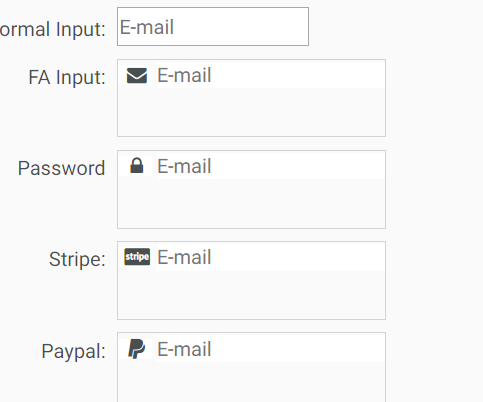 ormal Input: E-mail
FA Input: E-mail
Password E-mail
Stripe: stripe E-mail
Paypal: E-mail